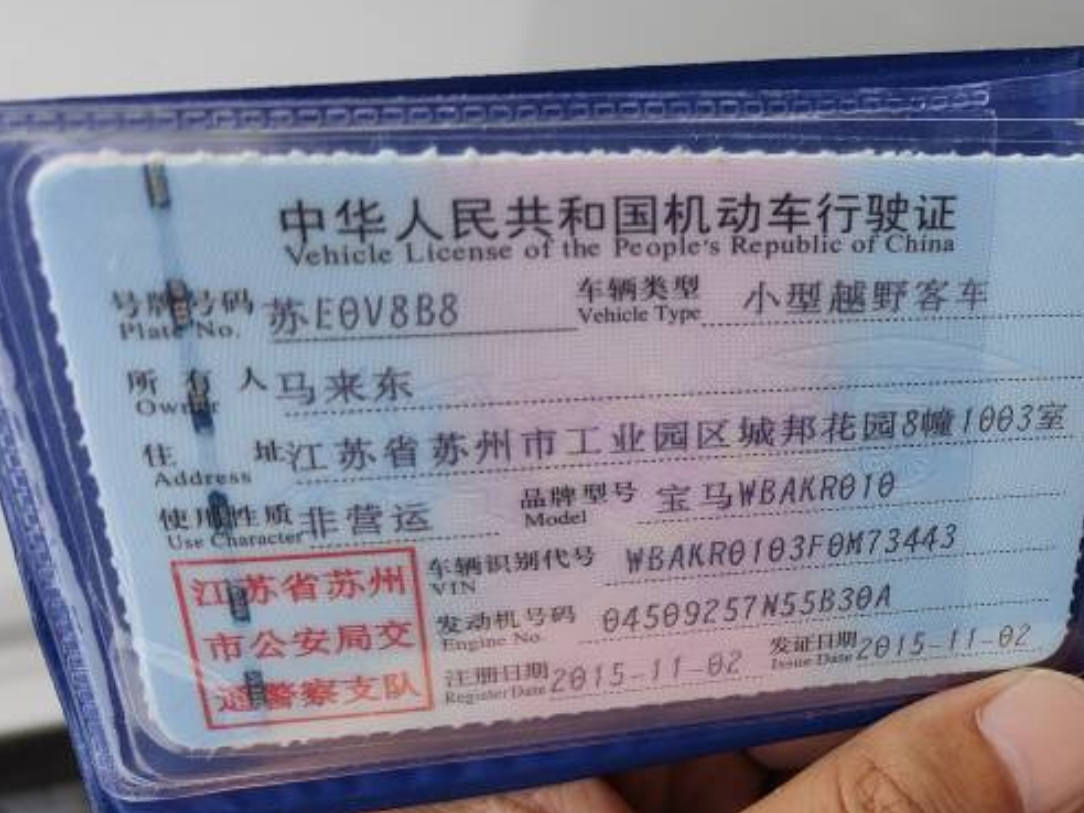 中华人民共和国机动车行驶证
Vehicle License of the People's Republic of China
号牌号码 苏E0V8B8 车辆类型 小型越野客车
Plate No. Vehicle Type
所有人 马来东
Owner
住址 江苏省苏州市工业园区城邦花园8幢1003室
Address
使用性质 非营运 品牌型号 宝马WBAKR010
Use Character Model
江苏省苏州
市公安局交
通警察支队
车辆识别代号 WBAKR0103F0M73443
VIN
发动机号码 04509257N55B30A
Engine No.
注册日期 2015-11-02 发证日期 2015-11-02
Register Date Issue Date